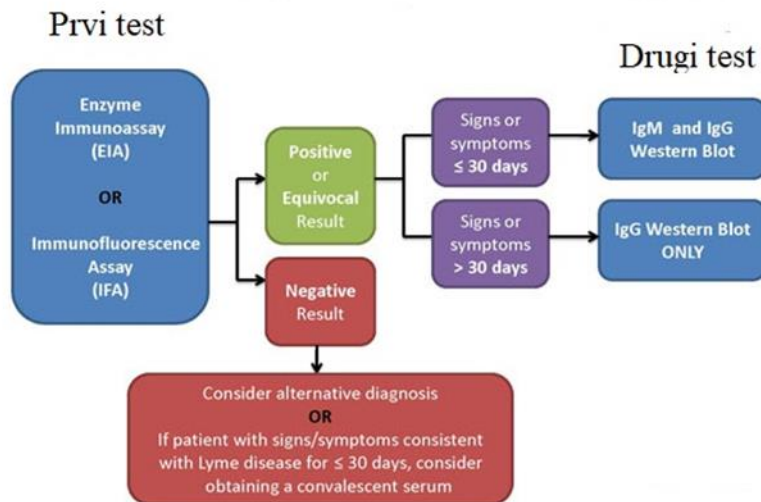 Prvi test
Drugi test
Enzyme
Immunoassay
(EIA)
OR
Immunofluorescence
Assay
(IFA)
Positive
or
Equivocal
Result
Negative
Result
Signs or
symptoms
≤ 30 days
Signs or
symptoms
> 30 days
IgM and IgG
Western Blot
IgG Western Blot
ONLY
Consider alternative diagnosis
OR
If patient with signs/symptoms consistent
with Lyme disease for ≤ 30 days, consider
obtaining a convalescent serum